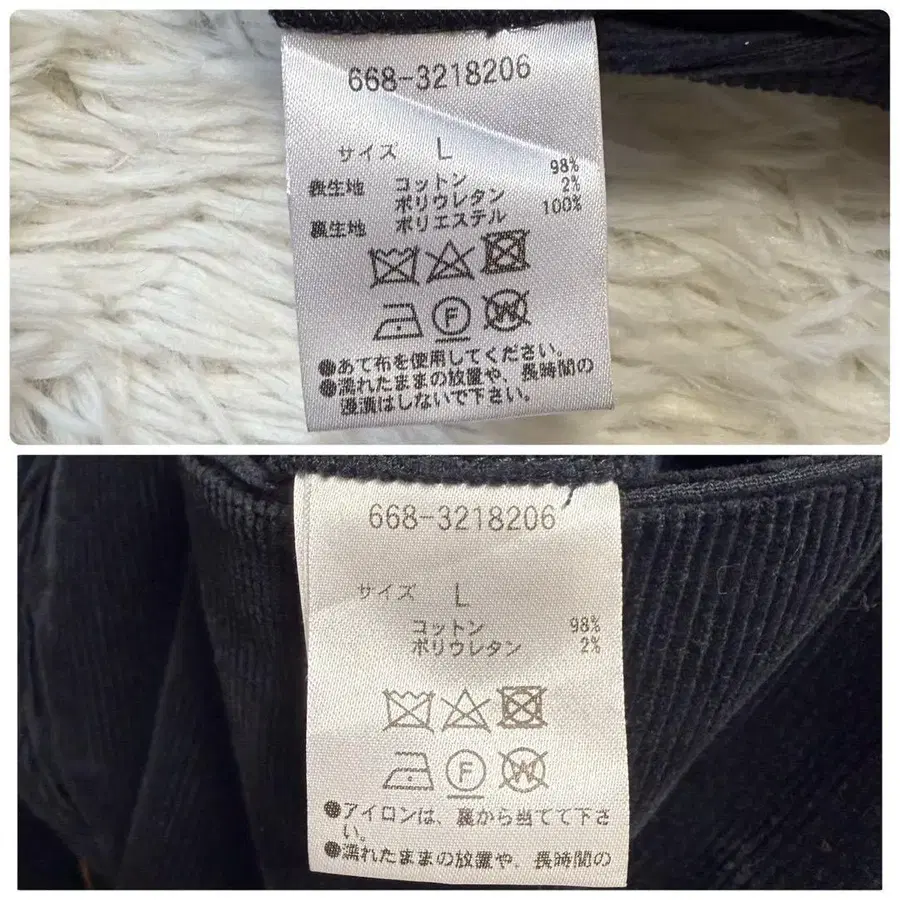 668-3218206
サイズ L
表生地 コットン 98%
ポリウレタン 2%
裏生地 ポリエステル 100%
F
W
●あて布を使用してください。
●濡れたままの放置や、長時間の
浸漬はしないで下さい。
668-3218206
サイズ L
コットン 98%
ポリウレタン 2%
F
W
●アイロンは、裏から当てて下さ
い。
●濡れたままの放置や、長時間の